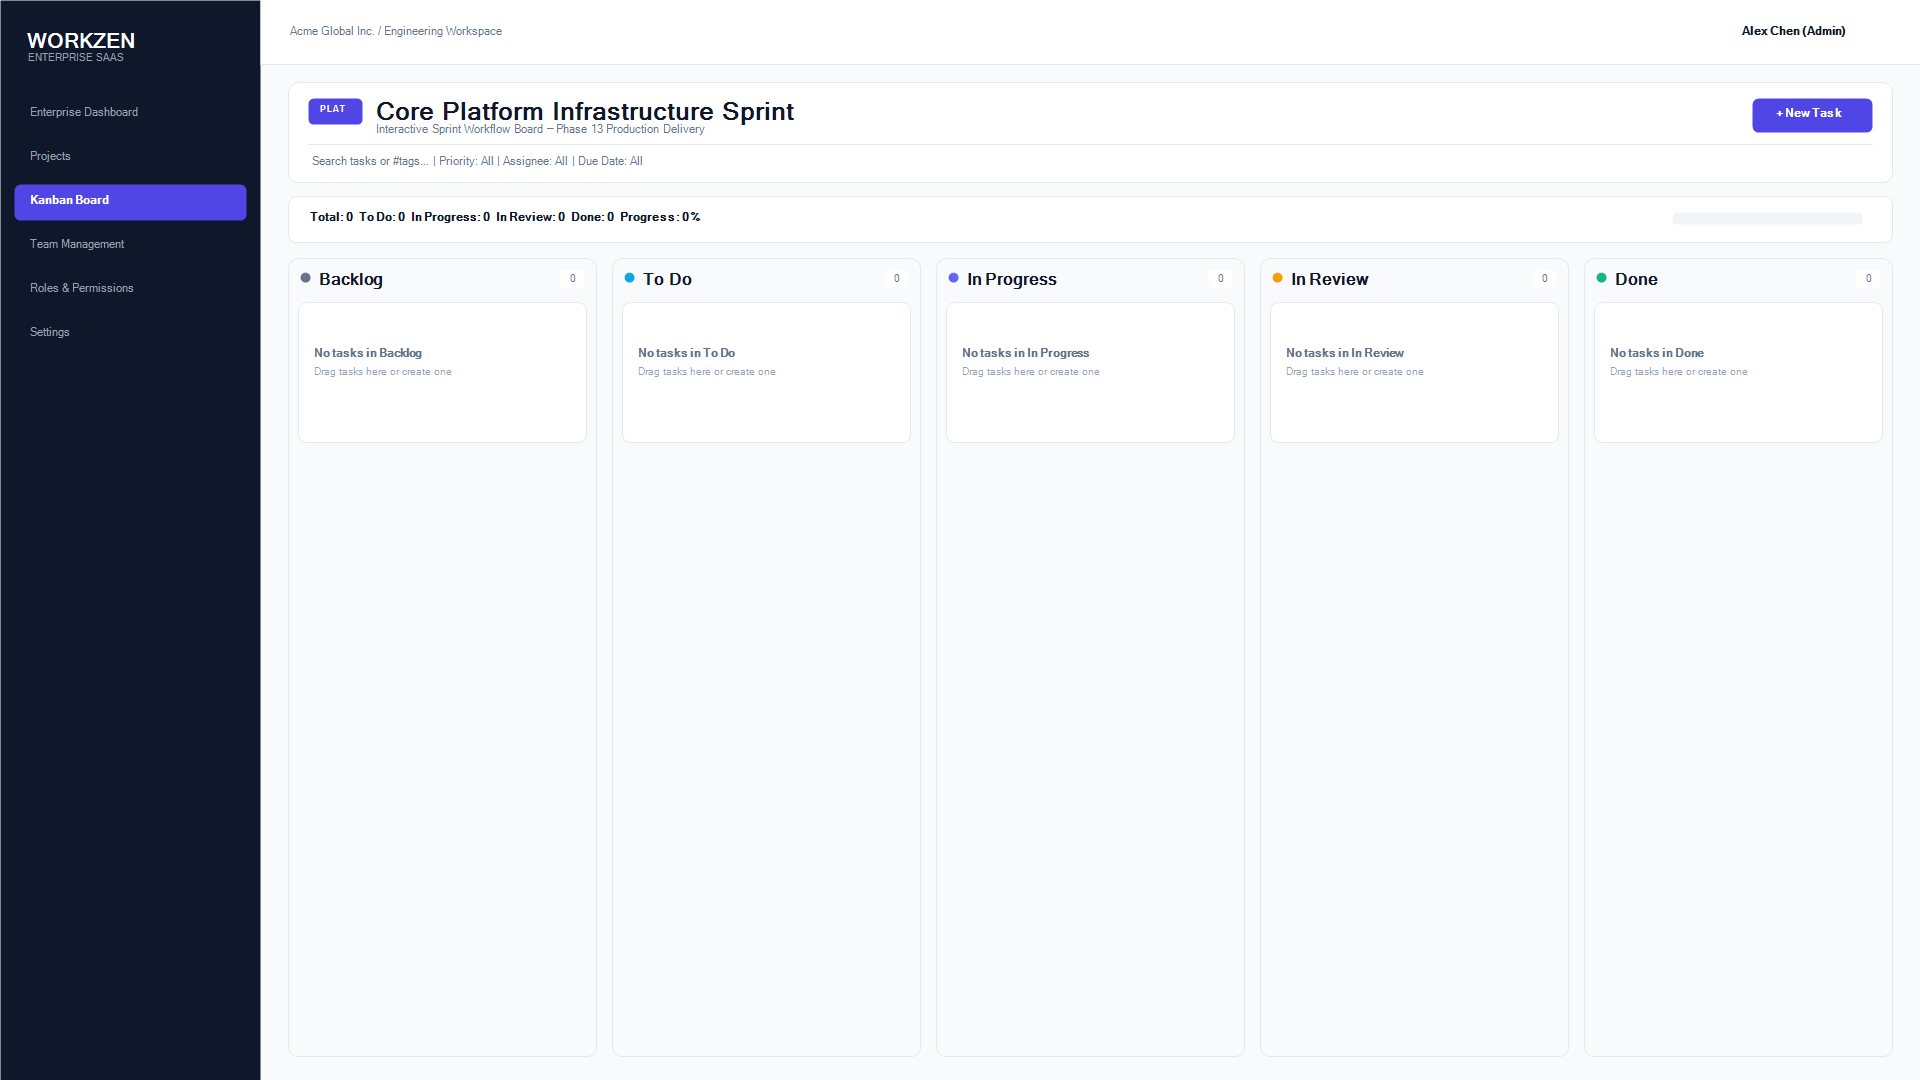 WORKZEN
ENTERPRISE SAAS
Enterprise Dashboard
Projects
Kanban Board
Team Management
Roles & Permissions
Settings
Acme Global Inc. / Engineering Workspace
Alex Chen (Admin)
PLAT
Core Platform Infrastructure Sprint
Interactive Sprint Workflow Board – Phase 13 Production Delivery
+ New Task
Search tasks or #tags... | Priority: All | Assignee: All | Due Date: All
Total: 0 To Do: 0 In Progress: 0 In Review: 0 Done: 0 Progress: 0%
Backlog 0
No tasks in Backlog
Drag tasks here or create one
To Do 0
No tasks in To Do
Drag tasks here or create one
In Progress 0
No tasks in In Progress
Drag tasks here or create one
In Review 0
No tasks in In Review
Drag tasks here or create one
Done 0
No tasks in Done
Drag tasks here or create one